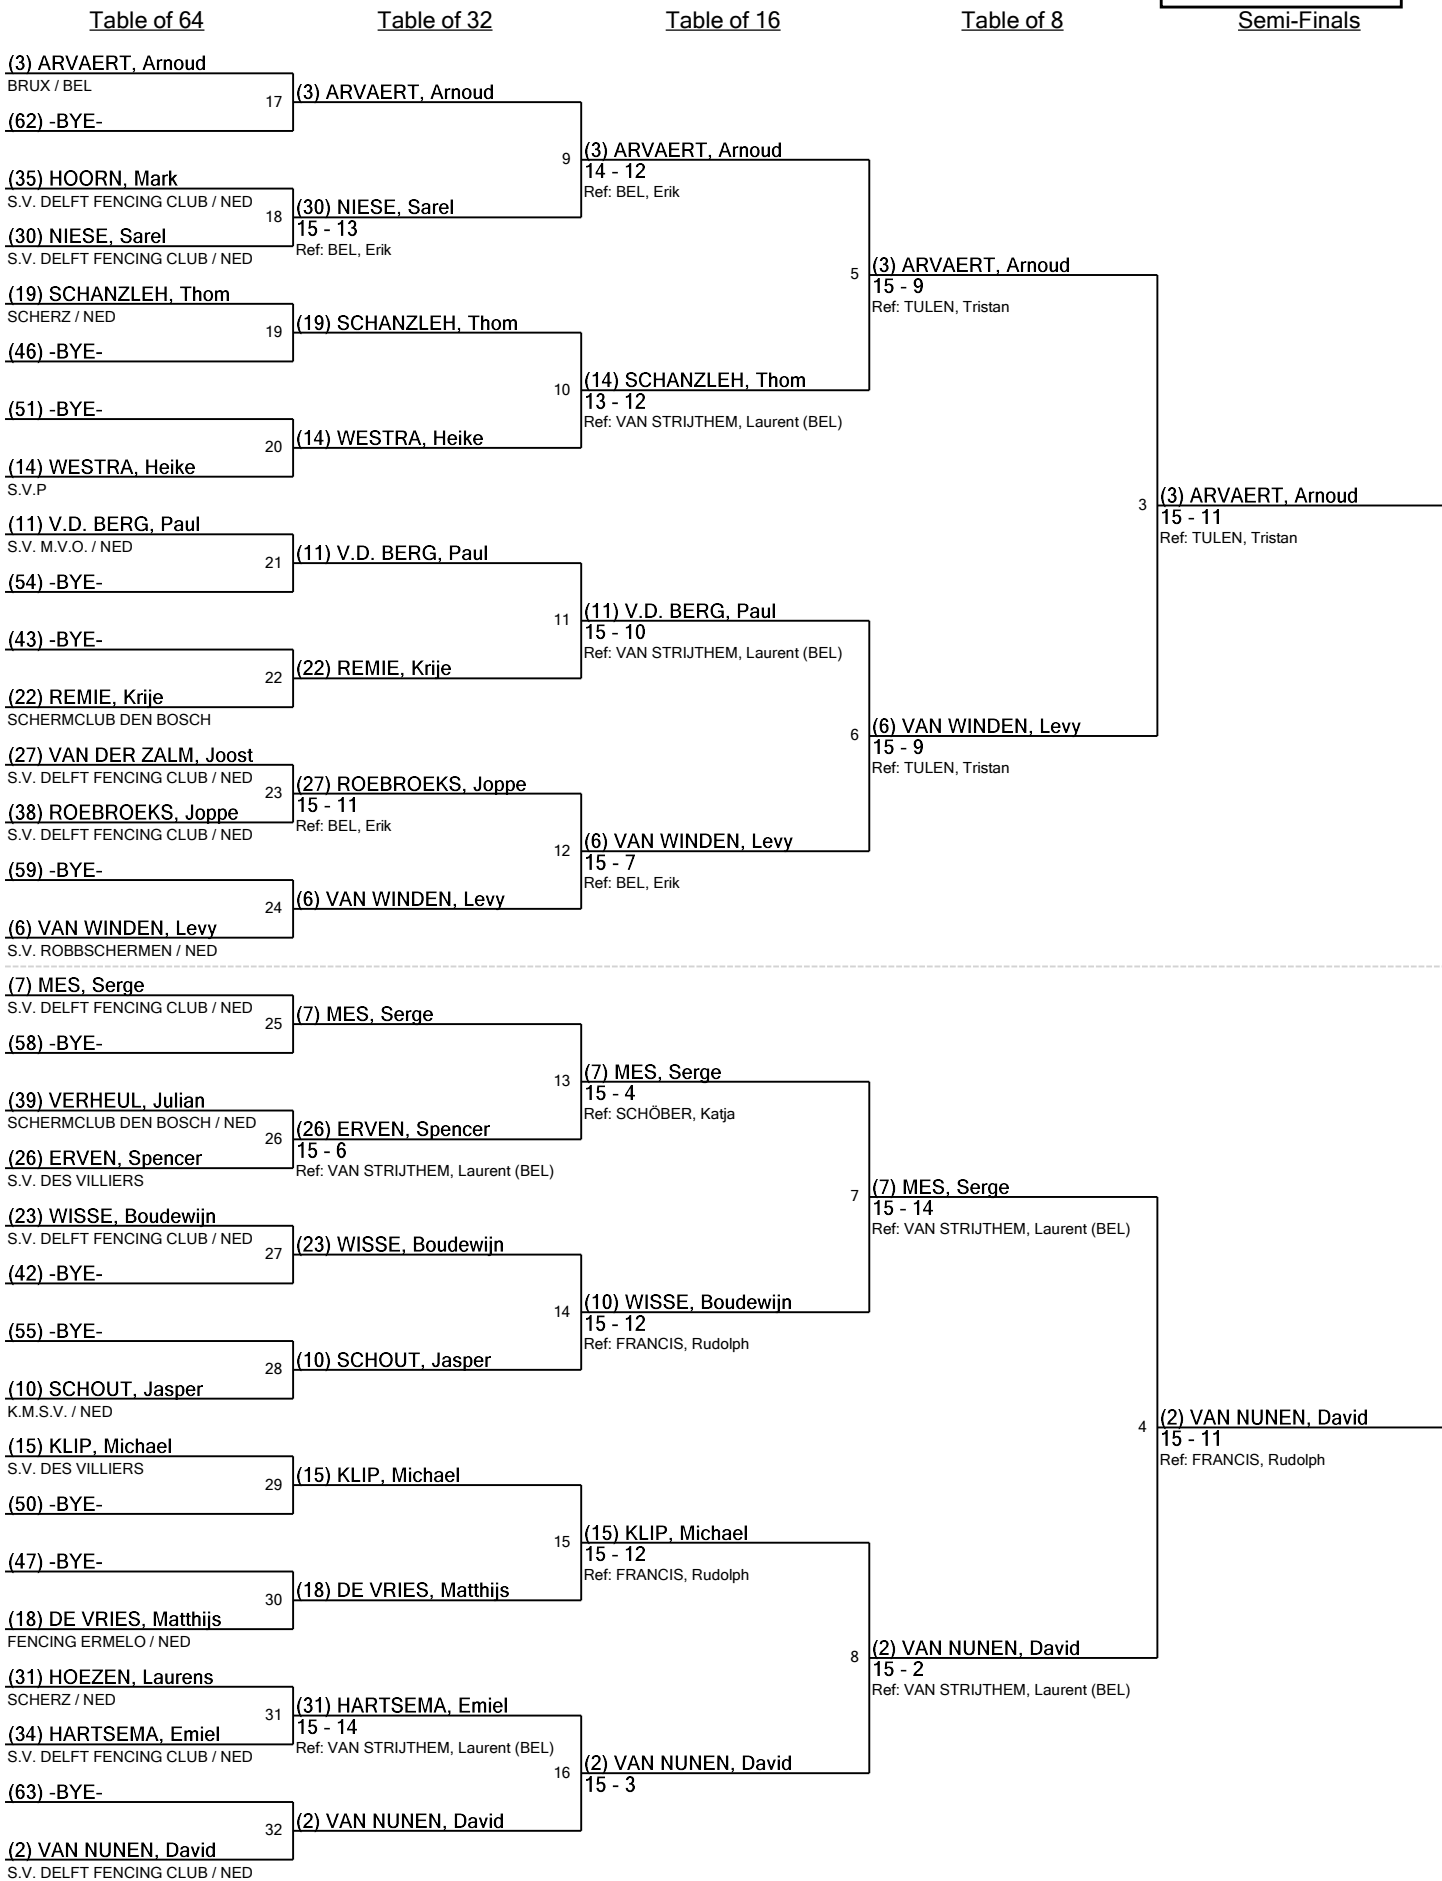 Table of 64
Table of 32
Table of 16
Table of 8
Semi-Finals
(3) ARVAERT, Arnoud
BRUX / BEL
17
(3) ARVAERT, Arnoud
(62) -BYE-
9
(3) ARVAERT, Arnoud
14 - 12
Ref: BEL, Erik
(35) HOORN, Mark
S.V. DELFT FENCING CLUB / NED
18
(30) NIESE, Sarel
15 - 13
Ref: BEL, Erik
(30) NIESE, Sarel
S.V. DELFT FENCING CLUB / NED
5
(3) ARVAERT, Arnoud
15 - 9
Ref: TULEN, Tristan
(19) SCHANZLEH, Thom
SCHERZ / NED
19
(19) SCHANZLEH, Thom
(46) -BYE-
10
(14) SCHANZLEH, Thom
13 - 12
Ref: VAN STRIJTHEM, Laurent (BEL)
(51) -BYE-
20
(14) WESTRA, Heike
(14) WESTRA, Heike
S.V.P
3
(3) ARVAERT, Arnoud
15 - 11
Ref: TULEN, Tristan
(11) V.D. BERG, Paul
S.V. M.V.O. / NED
21
(11) V.D. BERG, Paul
(54) -BYE-
11
(11) V.D. BERG, Paul
15 - 10
Ref: VAN STRIJTHEM, Laurent (BEL)
(43) -BYE-
22
(22) REMIE, Krije
(22) REMIE, Krije
SCHERMCLUB DEN BOSCH
6
(6) VAN WINDEN, Levy
15 - 9
Ref: TULEN, Tristan
(27) VAN DER ZALM, Joost
S.V. DELFT FENCING CLUB / NED
23
(27) ROEBROEKS, Joppe
15 - 11
Ref: BEL, Erik
(38) ROEBROEKS, Joppe
S.V. DELFT FENCING CLUB / NED
12
(6) VAN WINDEN, Levy
15 - 7
Ref: BEL, Erik
(59) -BYE-
24
(6) VAN WINDEN, Levy
(6) VAN WINDEN, Levy
S.V. ROBBSCHERMEN / NED
(7) MES, Serge
S.V. DELFT FENCING CLUB / NED
25
(7) MES, Serge
(58) -BYE-
13
(7) MES, Serge
15 - 4
Ref: SCHÖBER, Katja
(39) VERHEUL, Julian
SCHERMCLUB DEN BOSCH / NED
26
(26) ERVEN, Spencer
15 - 6
Ref: VAN STRIJTHEM, Laurent (BEL)
(26) ERVEN, Spencer
S.V. DES VILLIERS
7
(7) MES, Serge
15 - 14
Ref: VAN STRIJTHEM, Laurent (BEL)
(23) WISSE, Boudewijn
S.V. DELFT FENCING CLUB / NED
27
(23) WISSE, Boudewijn
(42) -BYE-
14
(10) WISSE, Boudewijn
15 - 12
Ref: FRANCIS, Rudolph
(55) -BYE-
28
(10) SCHOUT, Jasper
(10) SCHOUT, Jasper
K.M.S.V. / NED
4
(2) VAN NUNEN, David
15 - 11
Ref: FRANCIS, Rudolph
(15) KLIP, Michael
S.V. DES VILLIERS
29
(15) KLIP, Michael
(50) -BYE-
15
(15) KLIP, Michael
15 - 12
Ref: FRANCIS, Rudolph
(47) -BYE-
30
(18) DE VRIES, Matthijs
(18) DE VRIES, Matthijs
FENCING ERMELO / NED
8
(2) VAN NUNEN, David
15 - 2
Ref: VAN STRIJTHEM, Laurent (BEL)
(31) HOEZEN, Laurens
SCHERZ / NED
31
(31) HARTSEMA, Emiel
15 - 14
Ref: VAN STRIJTHEM, Laurent (BEL)
(34) HARTSEMA, Emiel
S.V. DELFT FENCING CLUB / NED
16
(2) VAN NUNEN, David
15 - 3
(63) -BYE-
32
(2) VAN NUNEN, David
(2) VAN NUNEN, David
S.V. DELFT FENCING CLUB / NED